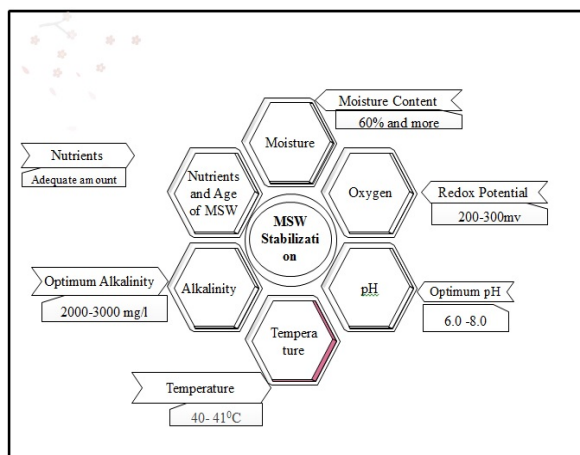 Moisture Content
60% and more
Moisture
Nutrients
Adequate amount
Nutrients
and Age
of MSW
Oxygen
Redox Potential
200-300mv
MSW
Stabilizati
on
Optimum Alkalinity
2000-3000 mg/l
Alkalinity
pH
Optimum pH
6.0 -8.0
Tempera
ture
Temperature
40- 41⁰C